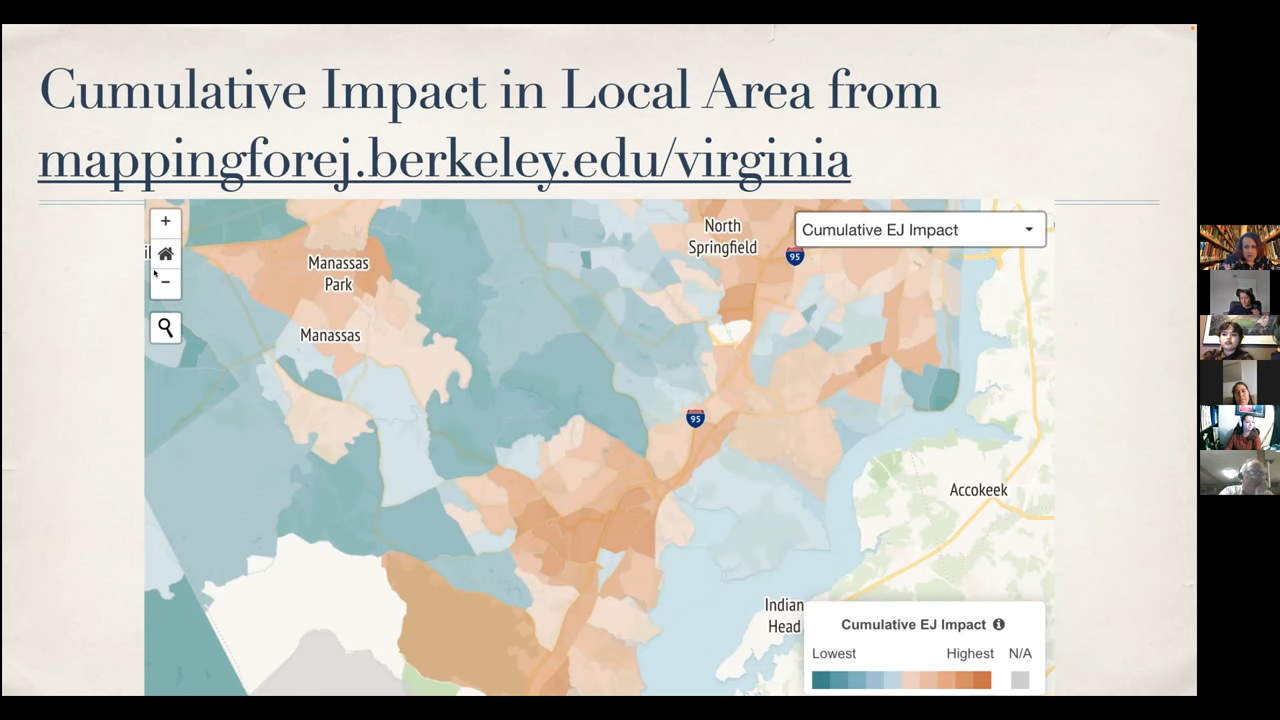 Cumulative Impact in Local Area from
mappingforej.berkeley.edu/virginia
+
−
North
Springfield
Cumulative EJ Impact
95
Manassas
Park
Manassas
95
Accokeek
Indian
Head
Cumulative EJ Impact
Lowest Highest N/A